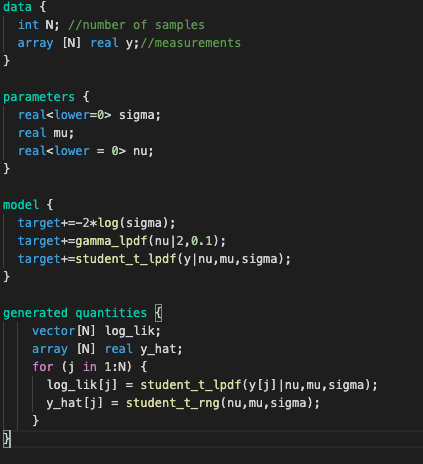 data {
  int N; //number of samples
  array [N] real y;//measurements
}
parameters {
  real<lower=0> sigma;
  real mu;
  real<lower = 0> nu;
}
model {
  target+=-2*log(sigma);
  target+=gamma_lpdf(nu|2,0.1);
  target+=student_t_lpdf(y|nu,mu,sigma);
}
generated quantities {
    vector[N] log_lik;
    array [N] real y_hat;
    for (j in 1:N) {
      log_lik[j] = student_t_lpdf(y[j]|nu,mu,sigma);
      y_hat[j] = student_t_rng(nu,mu,sigma);
    }
}